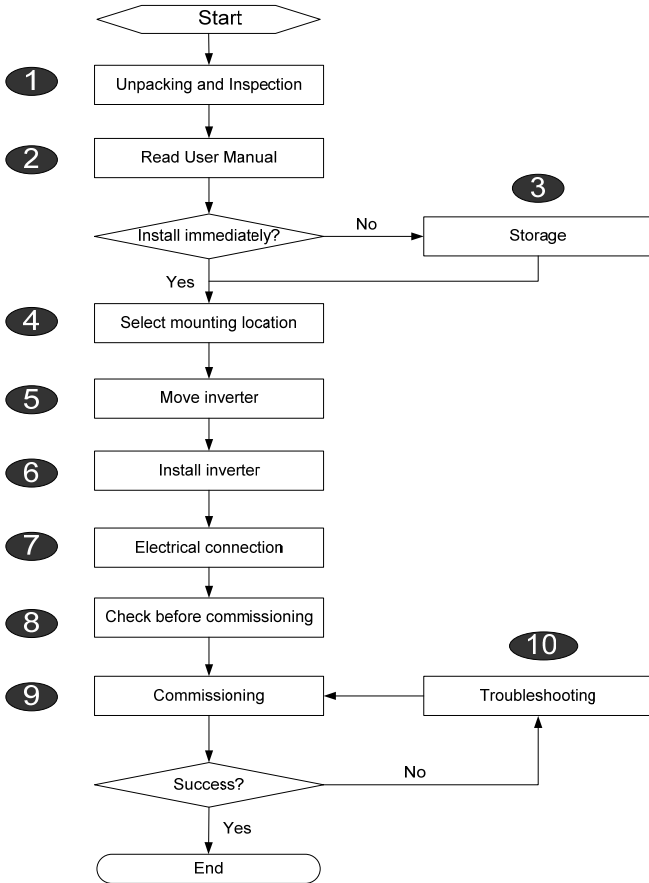 Start
1
Unpacking and Inspection
2
Read User Manual
3
Install immediately?
No
Storage
Yes
4
Select mounting location
5
Move inverter
6
Install inverter
7
Electrical connection
8
Check before commissioning
10
9
Commissioning
Troubleshooting
Success?
No
Yes
End